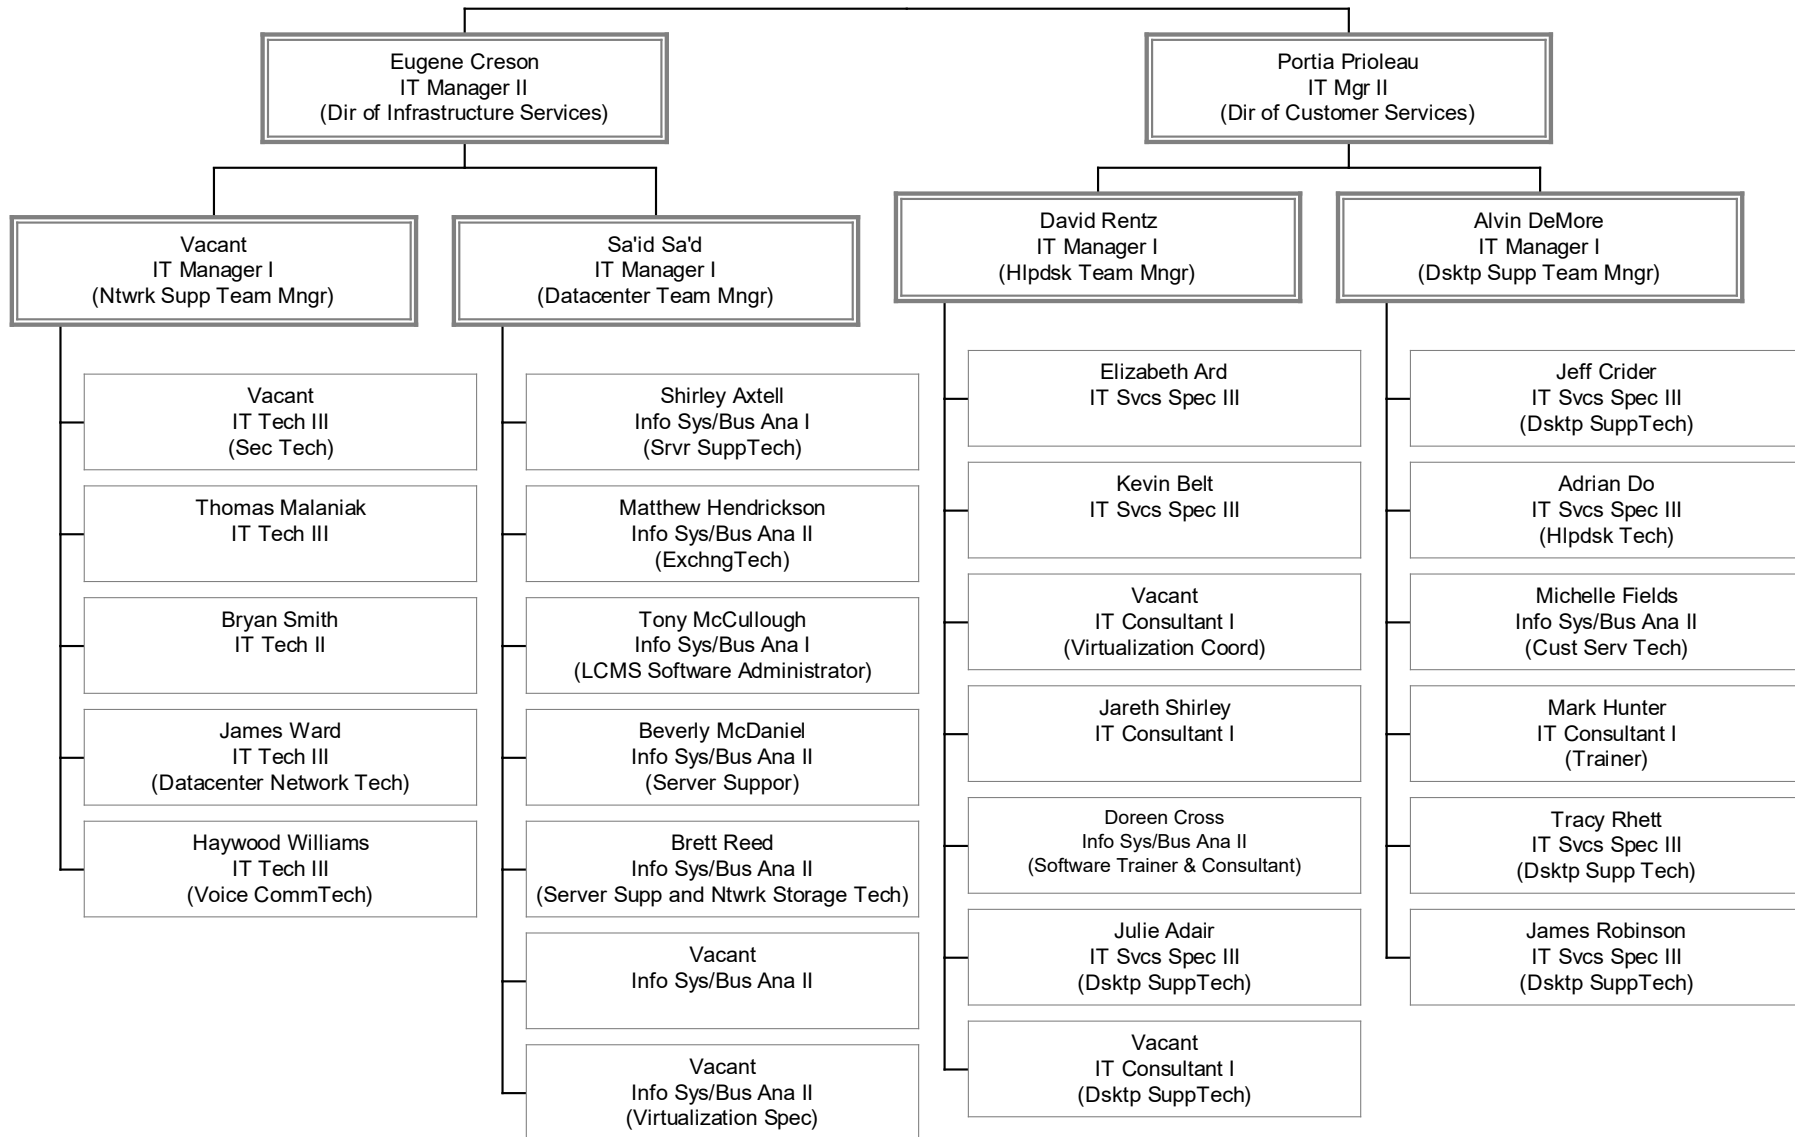 Eugene Creson
IT Manager II
(Dir of Infrastructure Services)
Portia Prioleau
IT Mgr II
(Dir of Customer Services)
Vacant
IT Manager I
(Ntwrk Supp Team Mngr)
Sa'id Sa'd
IT Manager I
(Datacenter Team Mngr)
David Rentz
IT Manager I
(Hlpdsk Team Mngr)
Alvin DeMore
IT Manager I
(Dsktp Supp Team Mngr)
Vacant
IT Tech III
(Sec Tech)
Thomas Malaniak
IT Tech III
Bryan Smith
IT Tech II
James Ward
IT Tech III
(Datacenter Network Tech)
Haywood Williams
IT Tech III
(Voice CommTech)
Shirley Axtell
Info Sys/Bus Ana I
(Srvr SuppTech)
Matthew Hendrickson
Info Sys/Bus Ana II
(ExchngTech)
Tony McCullough
Info Sys/Bus Ana I
(LCMS Software Administrator)
Beverly McDaniel
Info Sys/Bus Ana II
(Server Suppor)
Brett Reed
Info Sys/Bus Ana II
(Server Supp and Ntwrk Storage Tech)
Vacant
Info Sys/Bus Ana II
Vacant
Info Sys/Bus Ana II
(Virtualization Spec)
Elizabeth Ard
IT Svcs Spec III
Kevin Belt
IT Svcs Spec III
Vacant
IT Consultant I
(Virtualization Coord)
Jareth Shirley
IT Consultant I
Doreen Cross
Info Sys/Bus Ana II
(Software Trainer & Consultant)
Julie Adair
IT Svcs Spec III
(Dsktp SuppTech)
Vacant
IT Consultant I
(Dsktp SuppTech)
Jeff Crider
IT Svcs Spec III
(Dsktp SuppTech)
Adrian Do
IT Svcs Spec III
(Hlpdsk Tech)
Michelle Fields
Info Sys/Bus Ana II
(Cust Serv Tech)
Mark Hunter
IT Consultant I
(Trainer)
Tracy Rhett
IT Svcs Spec III
(Dsktp Supp Tech)
James Robinson
IT Svcs Spec III
(Dsktp SuppTech)